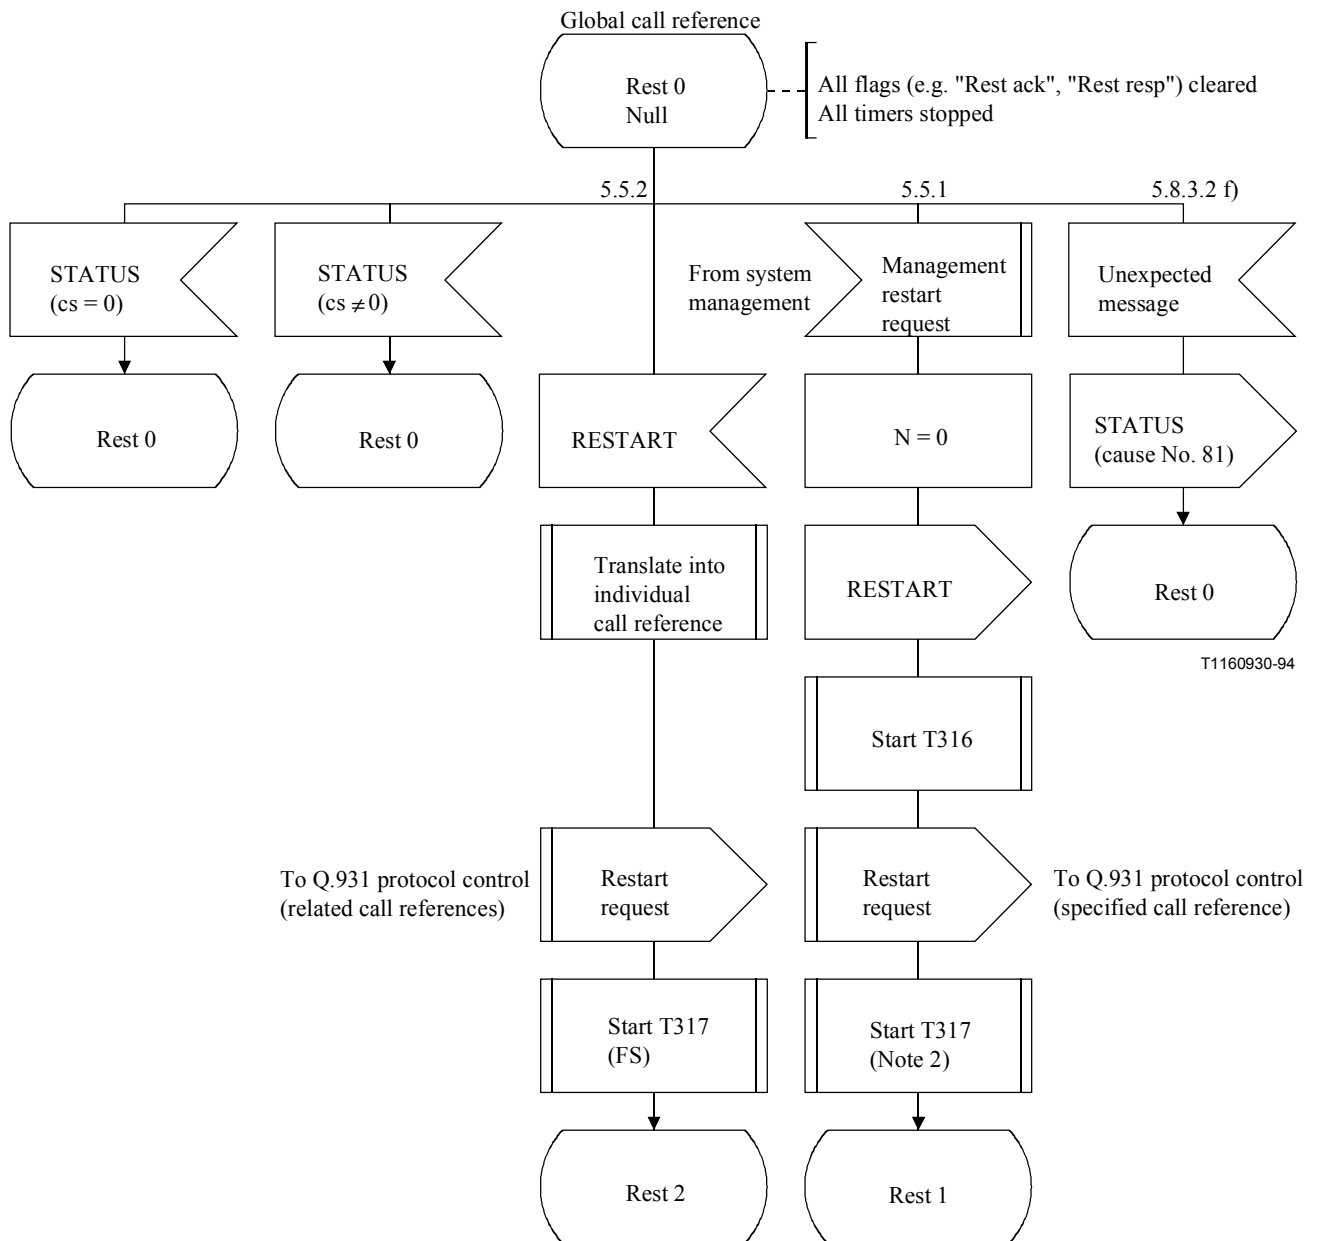 Global call reference
Rest 0
Null
All flags (e.g. "Rest ack", "Rest resp") cleared
All timers stopped
5.5.2
5.5.1
5.8.3.2 f)
STATUS
(cs = 0)
STATUS
(cs ≠ 0)
From system
management
Management
restart
request
Unexpected
message
Rest 0
Rest 0
RESTART
N = 0
STATUS
(cause No. 81)
Translate into
individual
call reference
RESTART
Rest 0
T1160930-94
Start T316
To Q.931 protocol control
(related call references)
Restart
request
Restart
request
To Q.931 protocol control
(specified call reference)
Start T317
(FS)
Start T317
(Note 2)
Rest 2
Rest 1